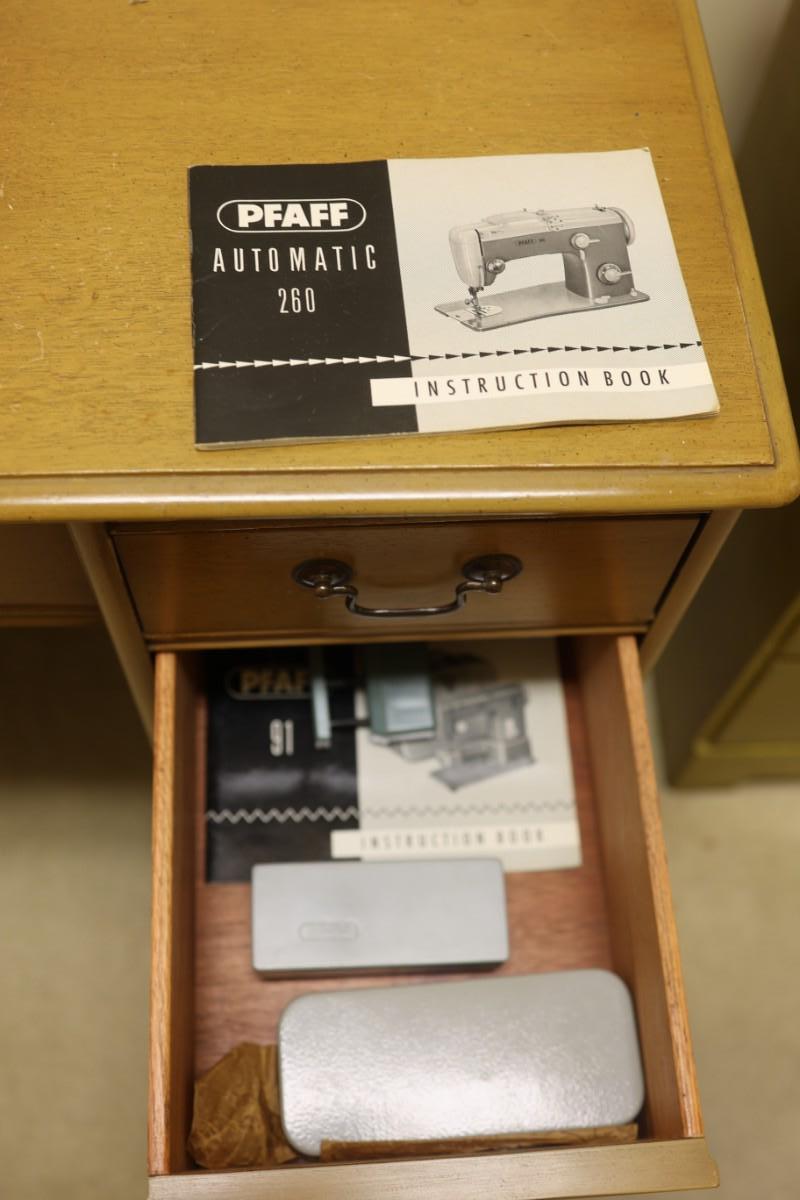 PFAFF
AUTOMATIC
260
INSTRUCTION BOOK
PFAFF
91
INSTRUCTION BOOK